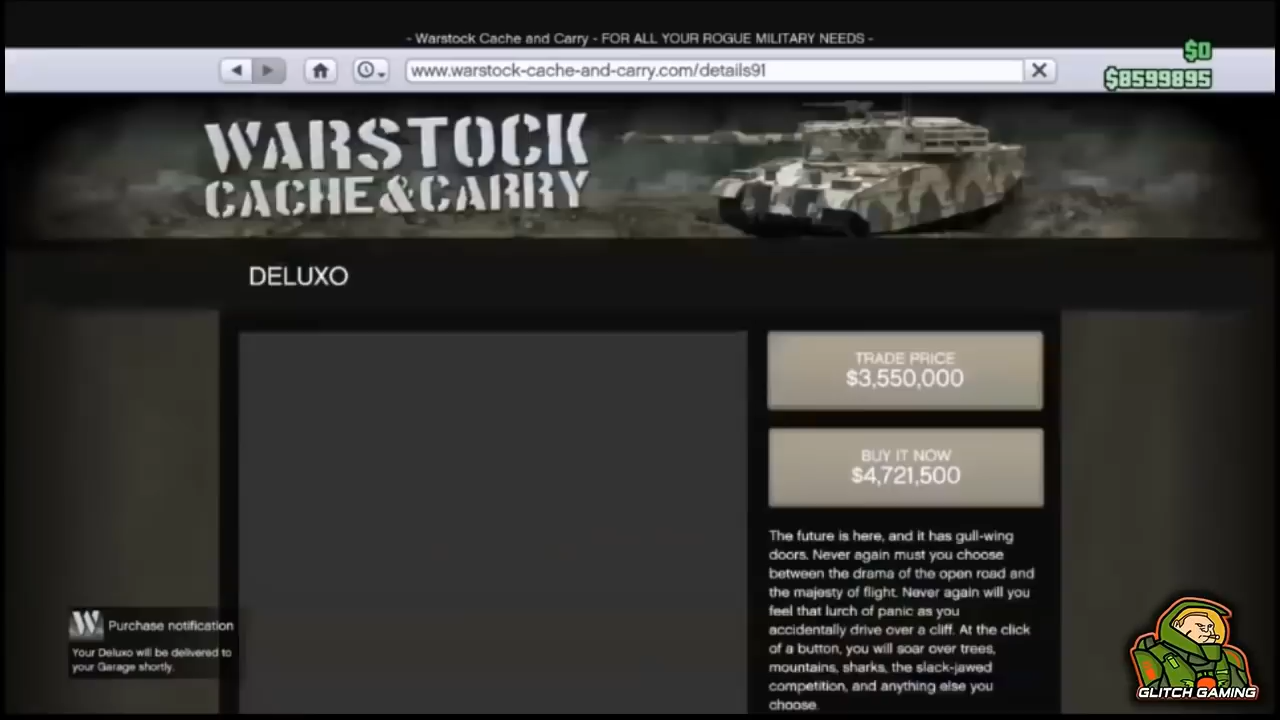 - Warstock Cache and Carry - FOR ALL YOUR ROGUE MILITARY NEEDS -
$0
www.warstock-cache-and-carry.com/details91
$8599895
WARSTOCK
CACHE&CARRY
DELUXO
TRADE PRICE
$3,550,000
BUY IT NOW
$4,721,500
The future is here, and it has gull-wing
doors. Never again must you choose
between the drama of the open road and
the majesty of flight. Never again will you
feel that lurch of panic as you
accidentally drive over a cliff. At the click
of a button, you will soar over trees,
mountains, sharks, the slack-jawed
competition, and anything else you
choose.
W Purchase notification
Your Deluxo will be delivered to
your Garage shortly.
GLITCH GAMING